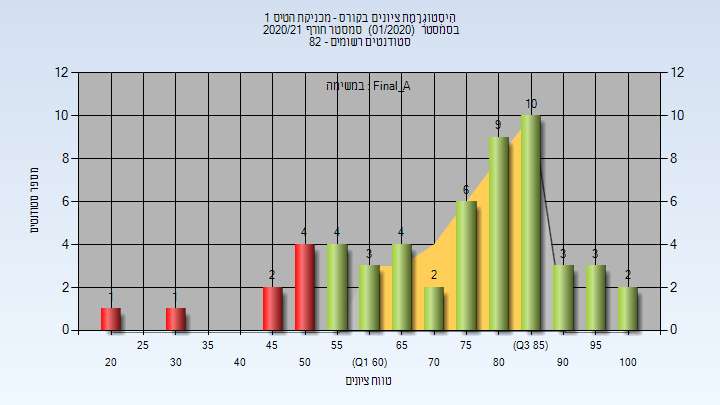 היסטוגרמת ציונים בקורס - מכניקת הטיס 1
בסמסטר (01/2020) סמסטר חורף 2020/21
סטודנטים רשומים - 82
במשימה : Final_A
מספר סטודנטים
12 12
10 10
8 8
6 6
4 4
2 2
0 0
1 1 2 4 4 3 4 2 6 9 10 3 3 2
25 35 45 55 65 75 (Q3 85) 95
20 30 40 50 (Q1 60) 70 80 90 100
טווח ציונים